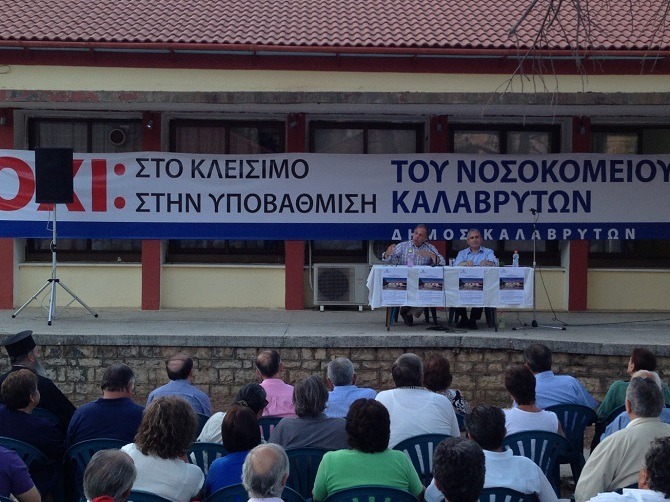 ΟΧΙ:
ΣΤΟ ΚΛΕΙΣΙΜΟ
ΣΤΗΝ ΥΠΟΒΑΘΜΙΣΗ
ΤΟΥ ΝΟΣΟΚΟΜΕΙΟΥ
ΚΑΛΑΒΡΥΤΩΝ
ΔΗΜΟΣ ΚΑΛΑΒΡΥΤΩΝ